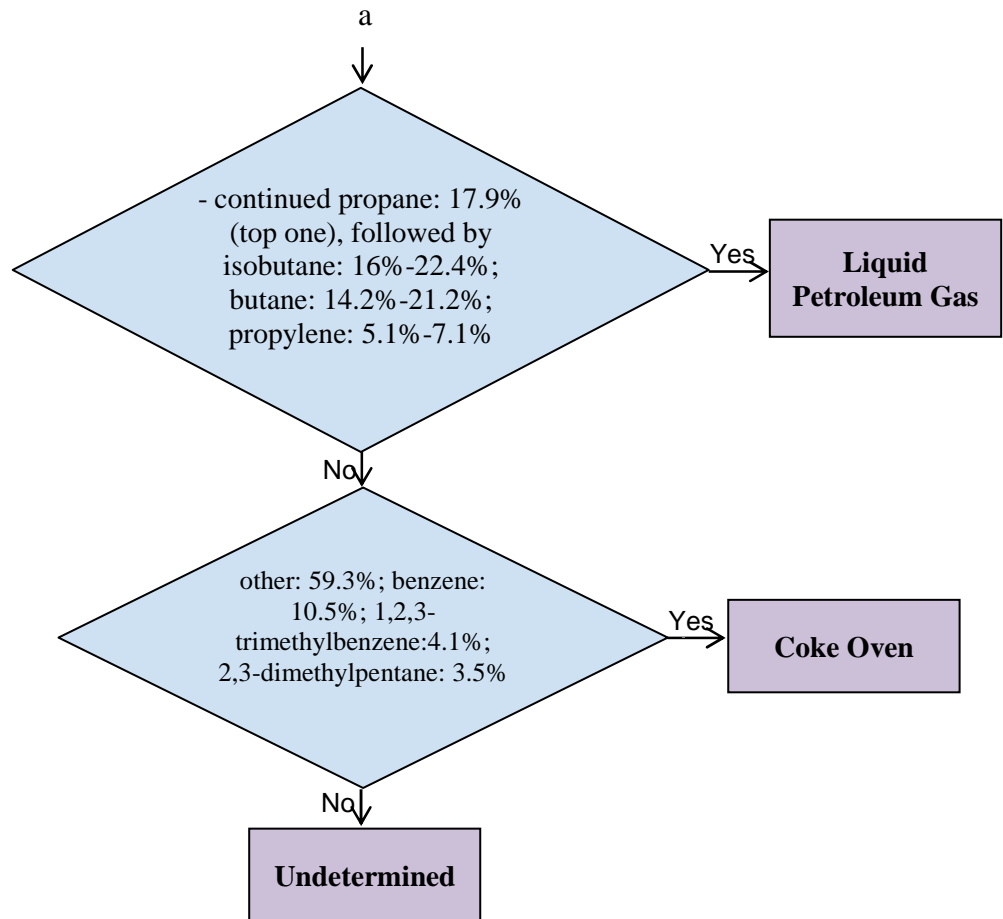 a
- continued propane: 17.9%
(top one), followed by
isobutane: 16%-22.4%;
butane: 14.2%-21.2%;
propylene: 5.1%-7.1%
Yes
Liquid
Petroleum Gas
No
other: 59.3%; benzene:
10.5%; 1,2,3-
trimethylbenzene:4.1%;
2,3-dimethylpentane: 3.5%
Yes
Coke Oven
No
Undetermined